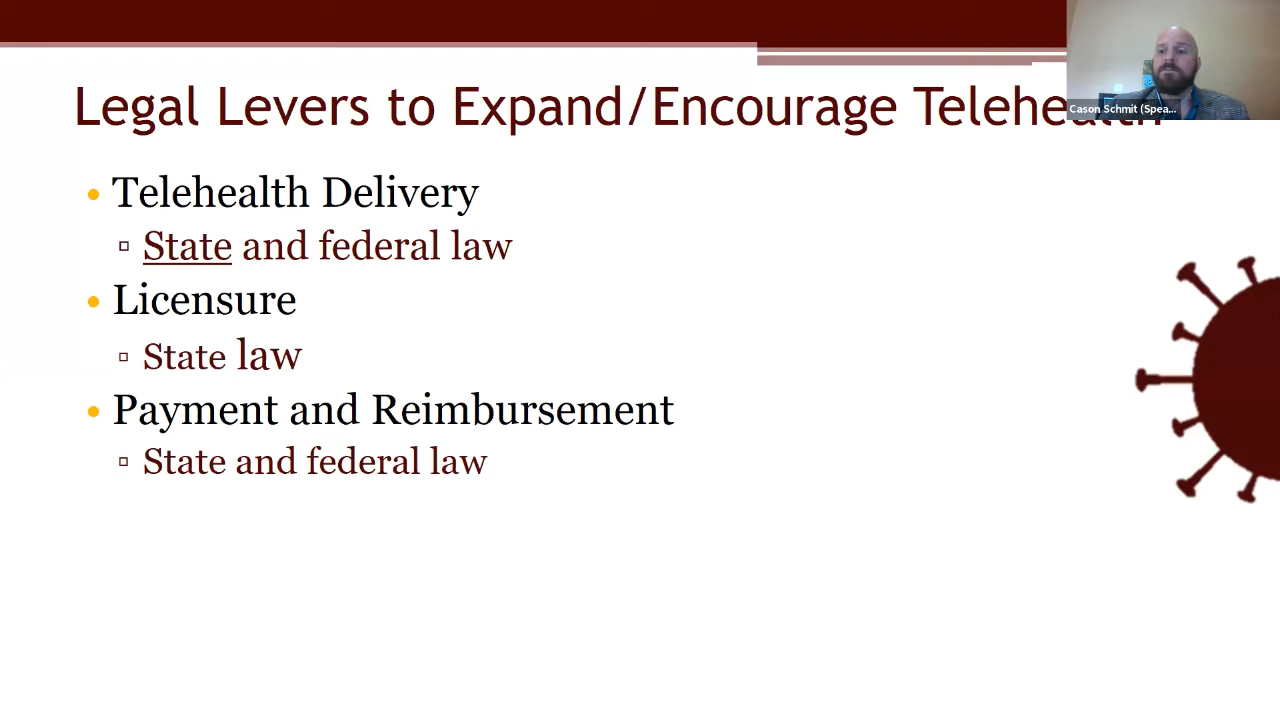 Legal Levers to Expand/Encourage Telehealth
Cason Schmit (Spea...
• Telehealth Delivery
▫ State and federal law
• Licensure
▫ State law
• Payment and Reimbursement
▫ State and federal law